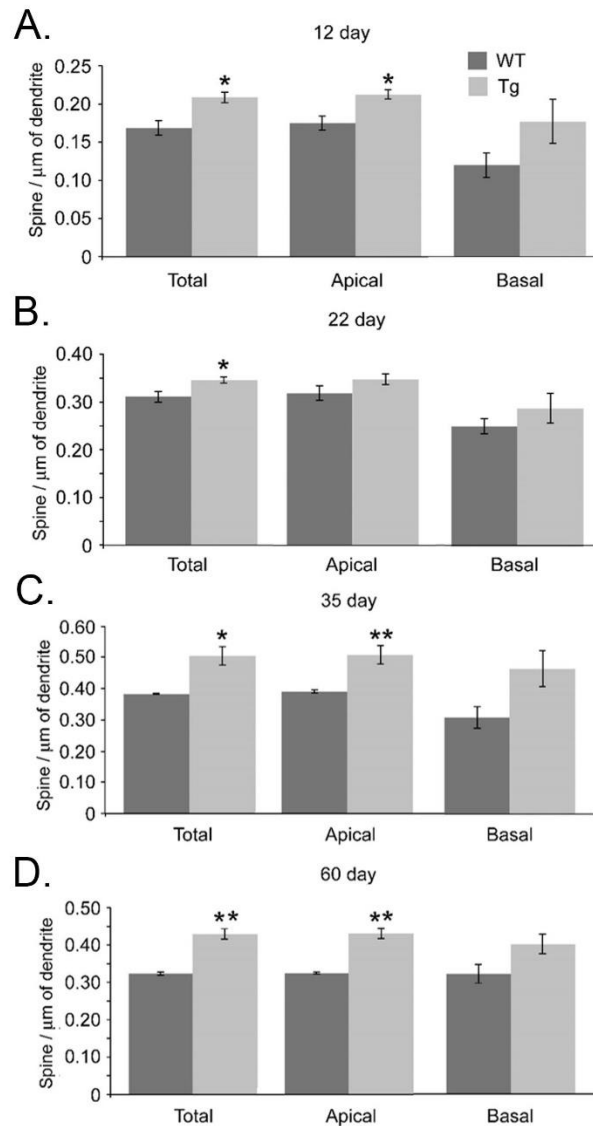 A.
12 day
WT
Tg
Spine / μm of dendrite
0.25
0.20
0.15
0.10
0.05
0
*
*
Total
Apical
Basal
B.
22 day
Spine / μm of dendrite
0.40
0.30
0.20
0.10
0
*
Total
Apical
Basal
C.
35 day
Spine / μm of dendrite
0.60
0.50
0.40
0.30
0.20
0.10
0
*
**
Total
Apical
Basal
D.
60 day
Spine / μm of dendrite
0.50
0.40
0.30
0.20
0.10
0
**
**
Total
Apical
Basal